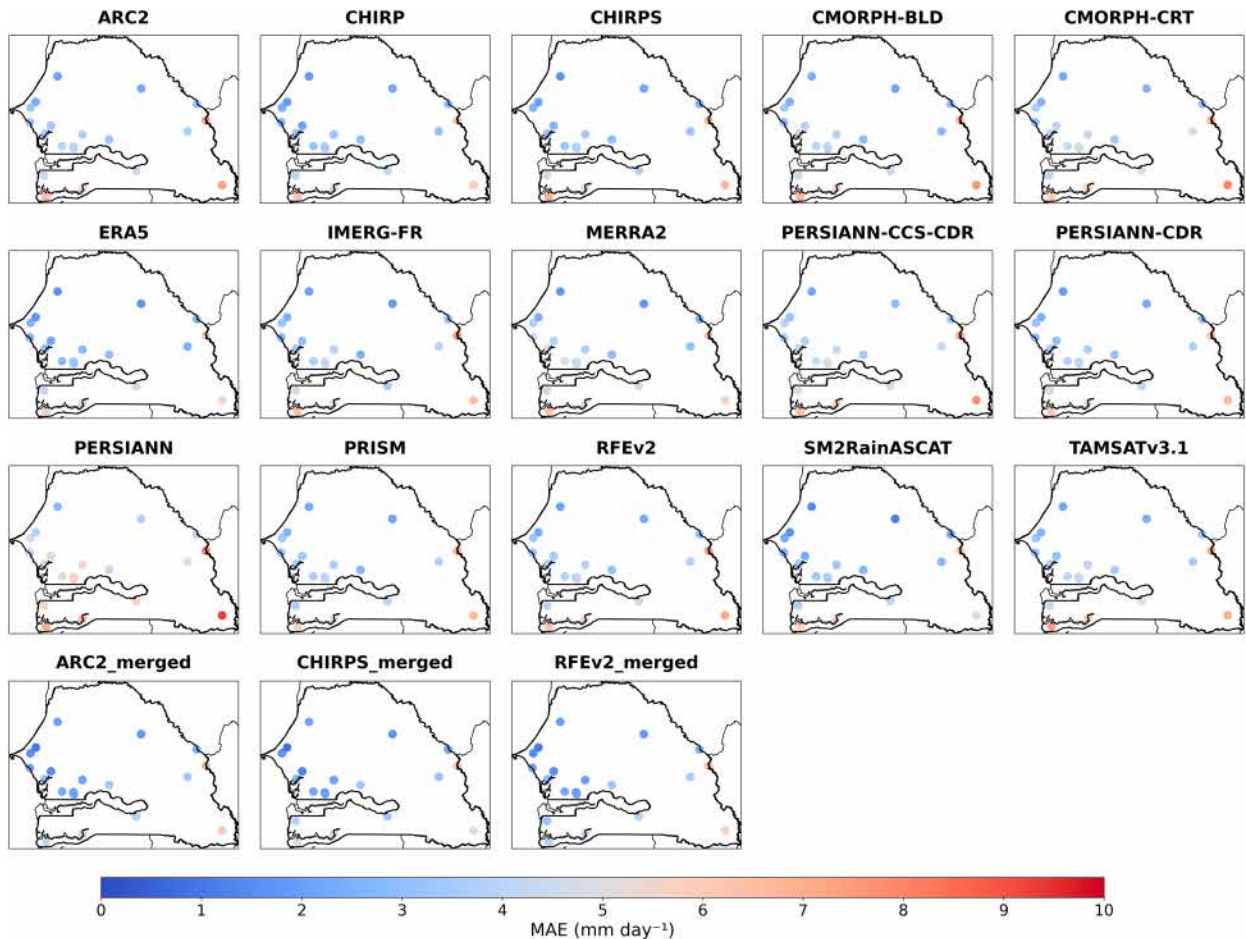 ARC2 CHIRP CHIRPS CMORPH-BLD CMORPH-CRT
ERA5 IMERG-FR MERRA2 PERSIANN-CCS-CDR PERSIANN-CDR
PERSIANN PRISM RFEv2 SM2RainASCAT TAMSATv3.1
ARC2_merged CHIRPS_merged RFEv2_merged
0 1 2 3 4 5 6 7 8 9 10
MAE (mm day⁻¹)